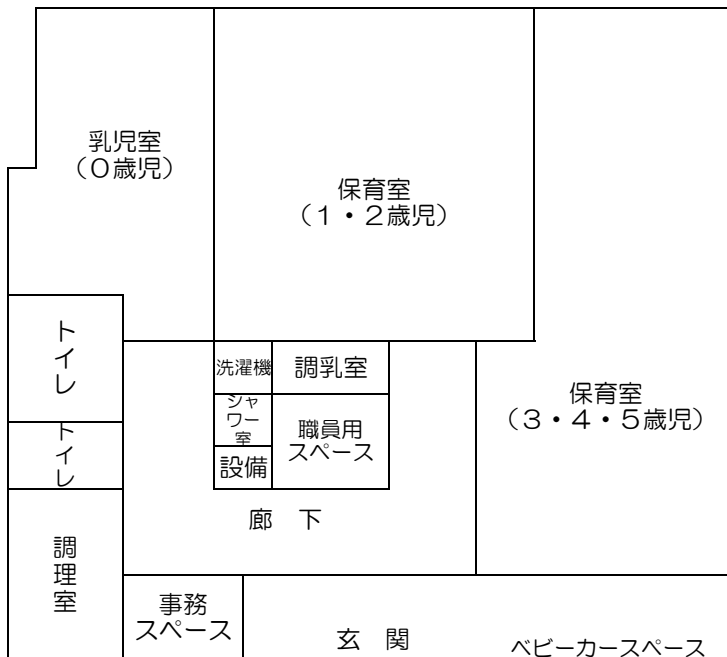 乳児室
（０歳児）
保育室
（１・２歳児）
保育室
（３・４・５歳児）
トイレ
トイレ
洗濯機
調乳室
シャ
ワー
室
職員用
スペース
設備
廊　下
調理室
事務
スペース
玄　関
ベビーカースペース